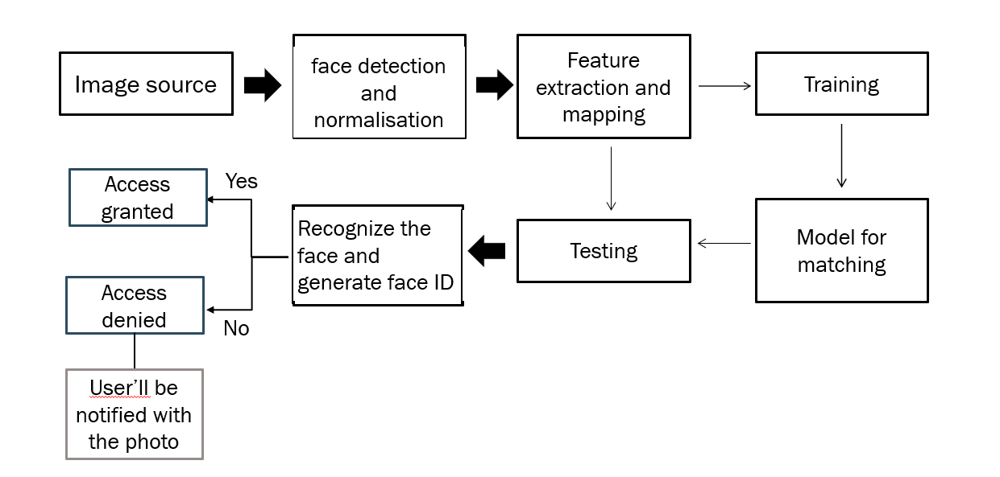 Image source
face detection
and
normalisation
Feature
extraction and
mapping
Training
Access
granted
Yes
Recognize the
face and
generate face ID
Testing
Model for
matching
Access
denied
No
User'll be
notified with
the photo